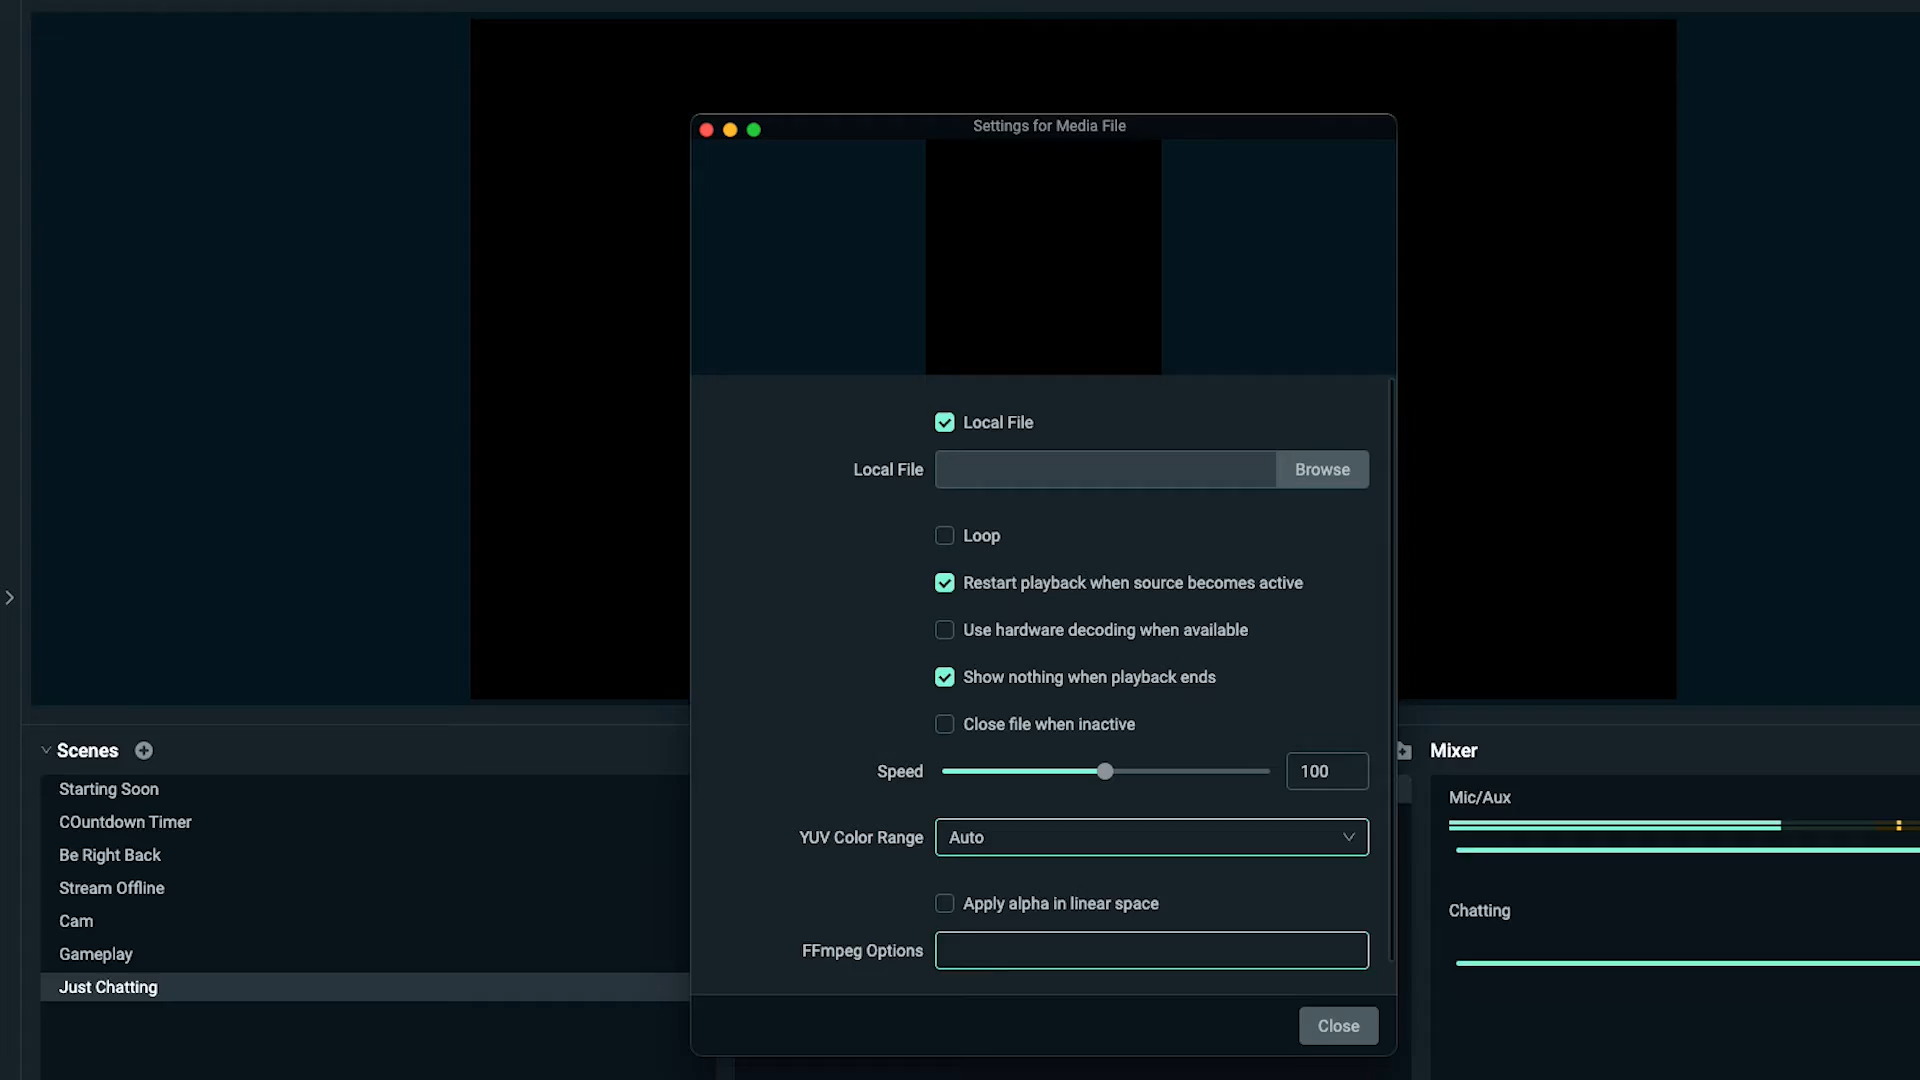 Settings for Media File
Local File
Local File
Browse
Loop
Restart playback when source becomes active
Use hardware decoding when available
Show nothing when playback ends
Close file when inactive
Speed
100
YUV Color Range
Auto
Apply alpha in linear space
FFmpeg Options
Close
Scenes
Starting Soon
COuntdown Timer
Be Right Back
Stream Offline
Cam
Gameplay
Just Chatting
Mixer
Mic/Aux
Chatting